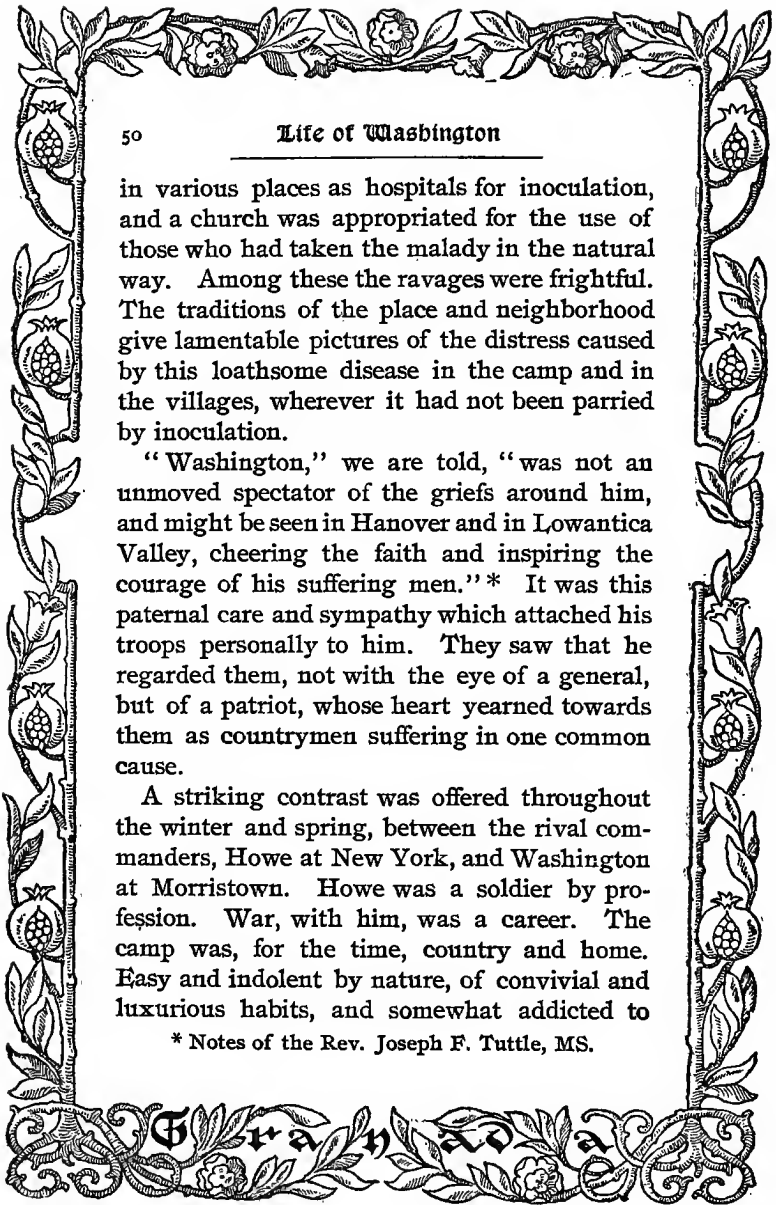 50 Life of Washington
in various places as hospitals for inoculation,
and a church was appropriated for the use of
those who had taken the malady in the natural
way. Among these the ravages were frightful.
The traditions of the place and neighborhood
give lamentable pictures of the distress caused
by this loathsome disease in the camp and in
the villages, wherever it had not been parried
by inoculation.
“Washington,” we are told, “was not an
unmoved spectator of the griefs around him,
and might be seen in Hanover and in Lowantica
Valley, cheering the faith and inspiring the
courage of his suffering men.”* It was this
paternal care and sympathy which attached his
troops personally to him. They saw that he
regarded them, not with the eye of a general,
but of a patriot, whose heart yearned towards
them as countrymen suffering in one common
cause.
A striking contrast was offered throughout
the winter and spring, between the rival com-
manders, Howe at New York, and Washington
at Morristown. Howe was a soldier by pro-
fession. War, with him, was a career. The
camp was, for the time, country and home.
Easy and indolent by nature, of convivial and
luxurious habits, and somewhat addicted to
* Notes of the Rev. Joseph F. Tuttle, MS.
Granada